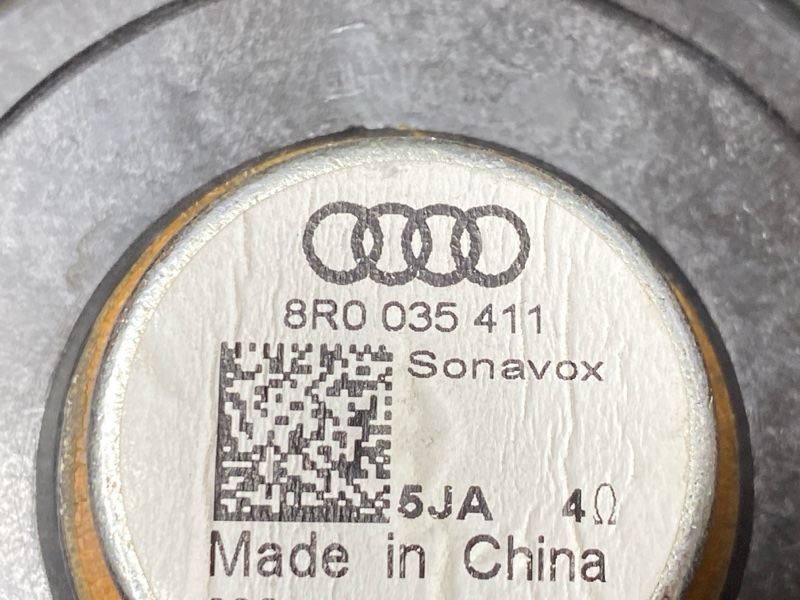 8R0 035 411
Sonavox
5JA 4Ω
Made in China